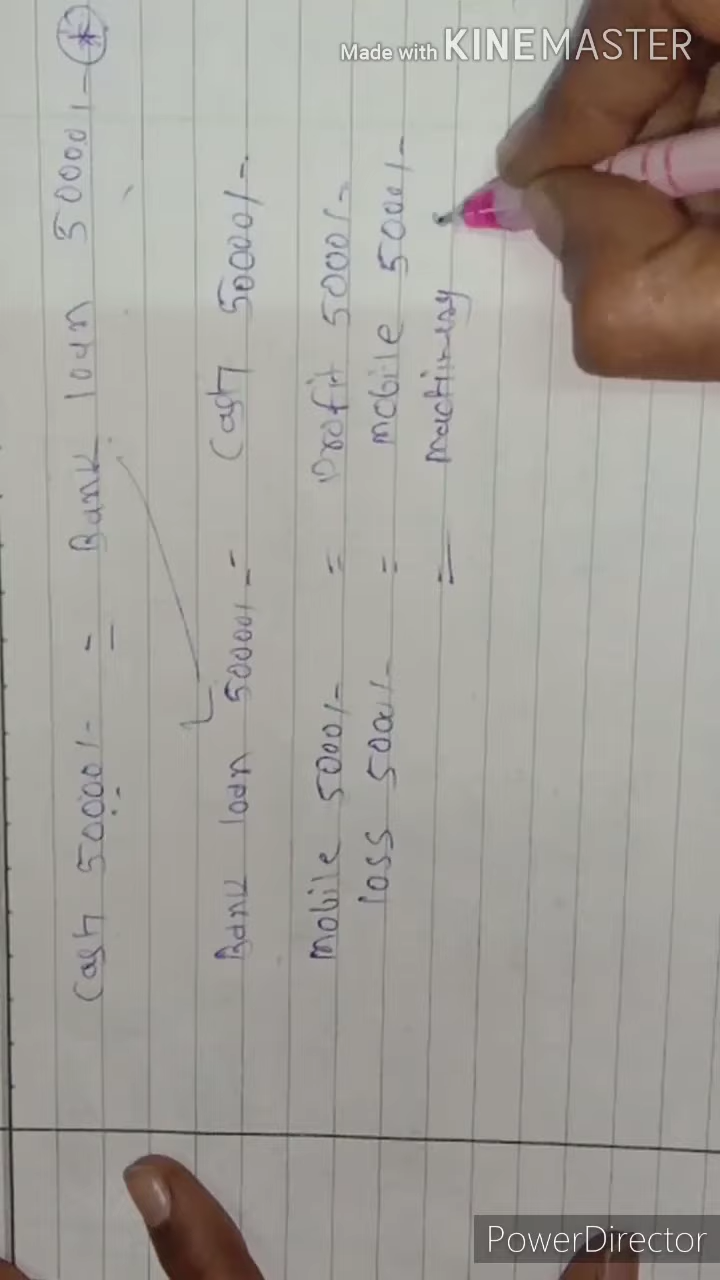 Made with KINEMASTER
Cash 50000/- = Bank loan 50000/- *
Bank loan 50000/- = Cash 50000/-
mobile 5000/- = Profit 5000/-
loss 5000/- = mobile 5000/-
= Machinery
PowerDirector